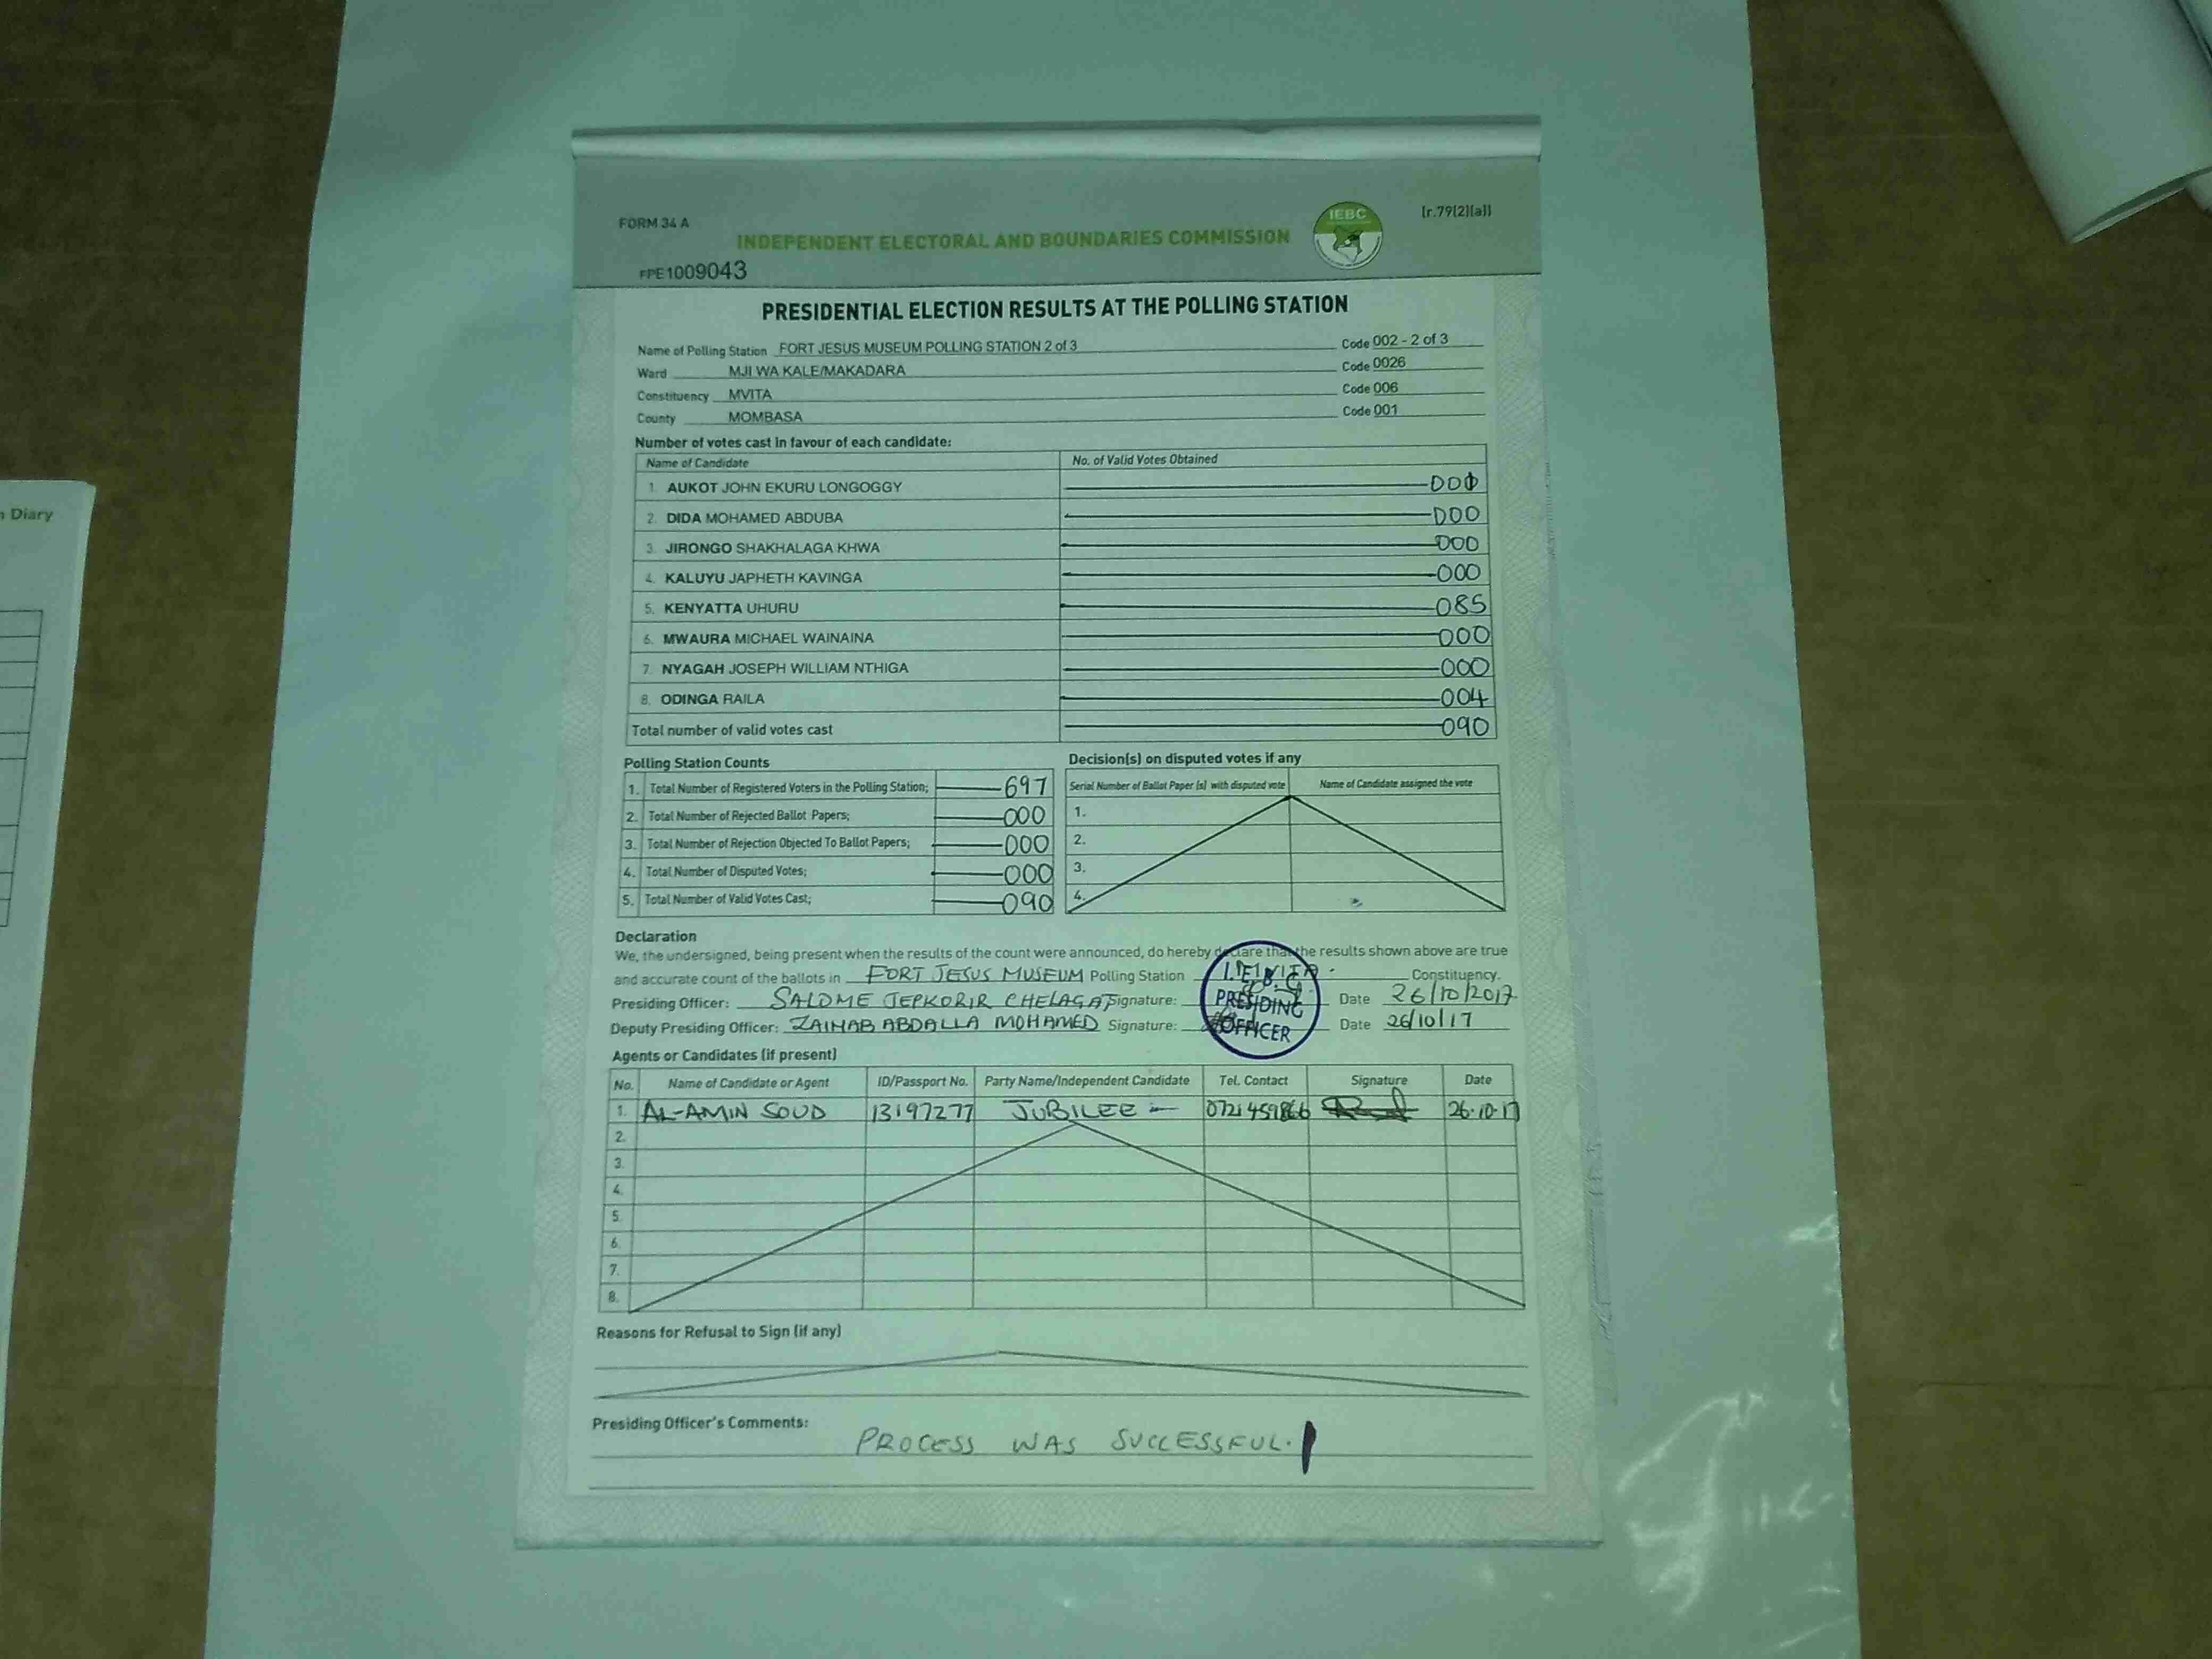 n Diary
FORM 34 A
IEBC
[r.79(2)(a)]
INDEPENDENT ELECTORAL AND BOUNDARIES COMMISSION
FPE1009043
PRESIDENTIAL ELECTION RESULTS AT THE POLLING STATION
Name of Polling Station FORT JESUS MUSEUM POLLING STATION 2 of 3 Code 002 - 2 of 3
Ward MJI WA KALE/MAKADARA Code 0026
Constituency MVITA Code 006
County MOMBASA Code 001
Number of votes cast in favour of each candidate:
Name of Candidate No. of Valid Votes Obtained
1. AUKOT JOHN EKURU LONGOGGY 000
2. DIDA MOHAMED ABDUBA 000
3. JIRONGO SHAKHALAGA KHWA 000
4. KALUYU JAPHETH KAVINGA 000
5. KENYATTA UHURU 085
6. MWAURA MICHAEL WAINAINA 000
7. NYAGAH JOSEPH WILLIAM NTHIGA 000
8. ODINGA RAILA 004
Total number of valid votes cast 090
Polling Station Counts
1. Total Number of Registered Voters in the Polling Station; 697
2. Total Number of Rejected Ballot Papers; 000
3. Total Number of Rejection Objected To Ballot Papers; 000
4. Total Number of Disputed Votes; 000
5. Total Number of Valid Votes Cast; 090
Decision(s) on disputed votes if any
Serial Number of Ballot Paper (s) with disputed vote Name of Candidate assigned the vote
1.
2.
3.
4.
Declaration
We, the undersigned, being present when the results of the count were announced, do hereby declare that the results shown above are true
and accurate count of the ballots in FORT JESUS MUSEUM Polling Station Constituency.
Presiding Officer: SALOME JEPKORIR CHELAGAT Signature: Date 26/10/2017
Deputy Presiding Officer: ZAINAB ABDALLA MOHAMED Signature: Date 26/10/17
I.E.B.C
PRESIDING
OFFICER
Agents or Candidates (if present)
No. Name of Candidate or Agent ID/Passport No. Party Name/Independent Candidate Tel. Contact Signature Date
1. AL-AMIN SOUD 13197277 JUBILEE 26.10.17
2.
3.
4.
5.
6.
7.
8.
Reasons for Refusal to Sign (if any)
Presiding Officer's Comments:
PROCESS WAS SUCCESSFUL.